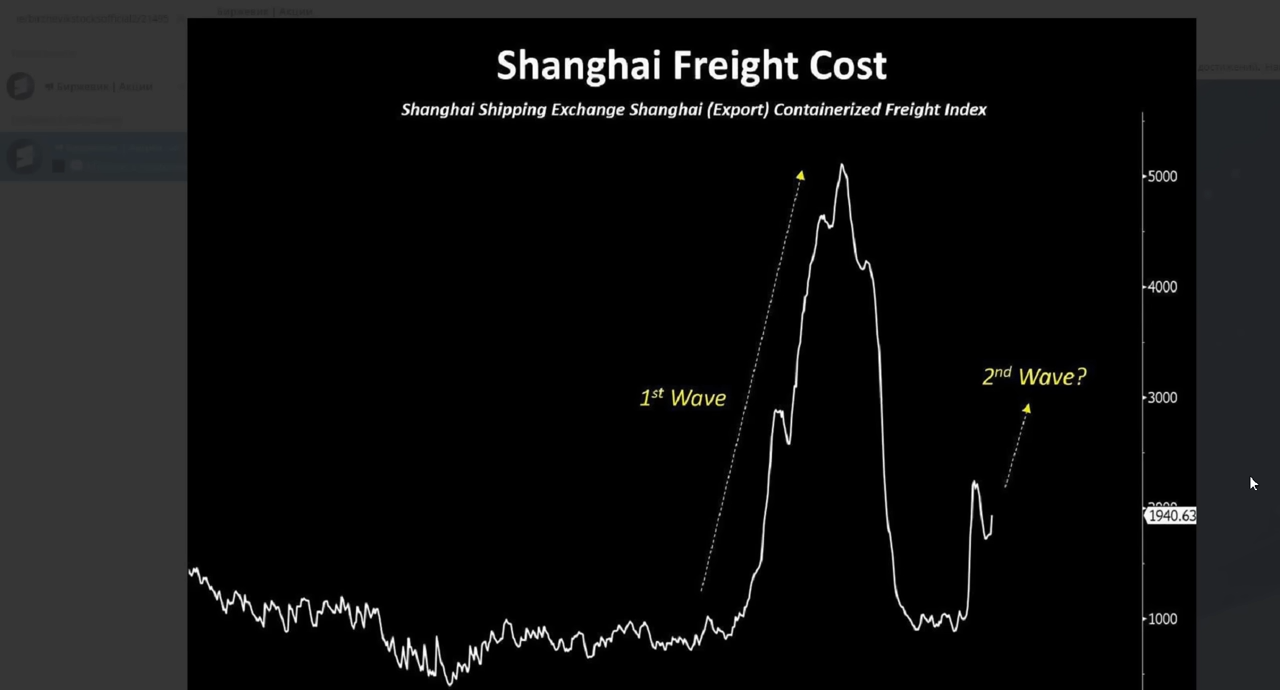 Shanghai Freight Cost
Shanghai Shipping Exchange Shanghai (Export) Containerized Freight Index
5000
4000
2nd Wave?
1st Wave
3000
1940.63
1000